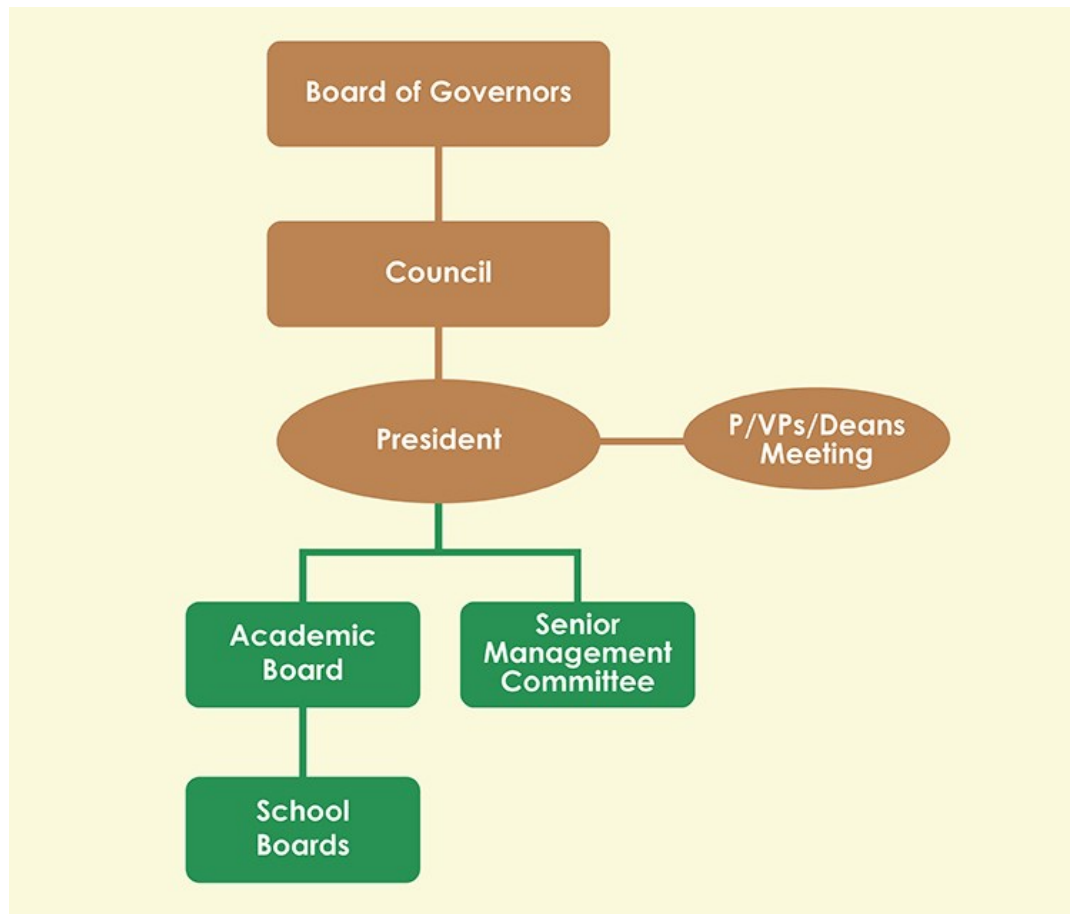 Board of Governors
Council
President
P/VPs/Deans
Meeting
Academic
Board
Senior
Management
Committee
School
Boards